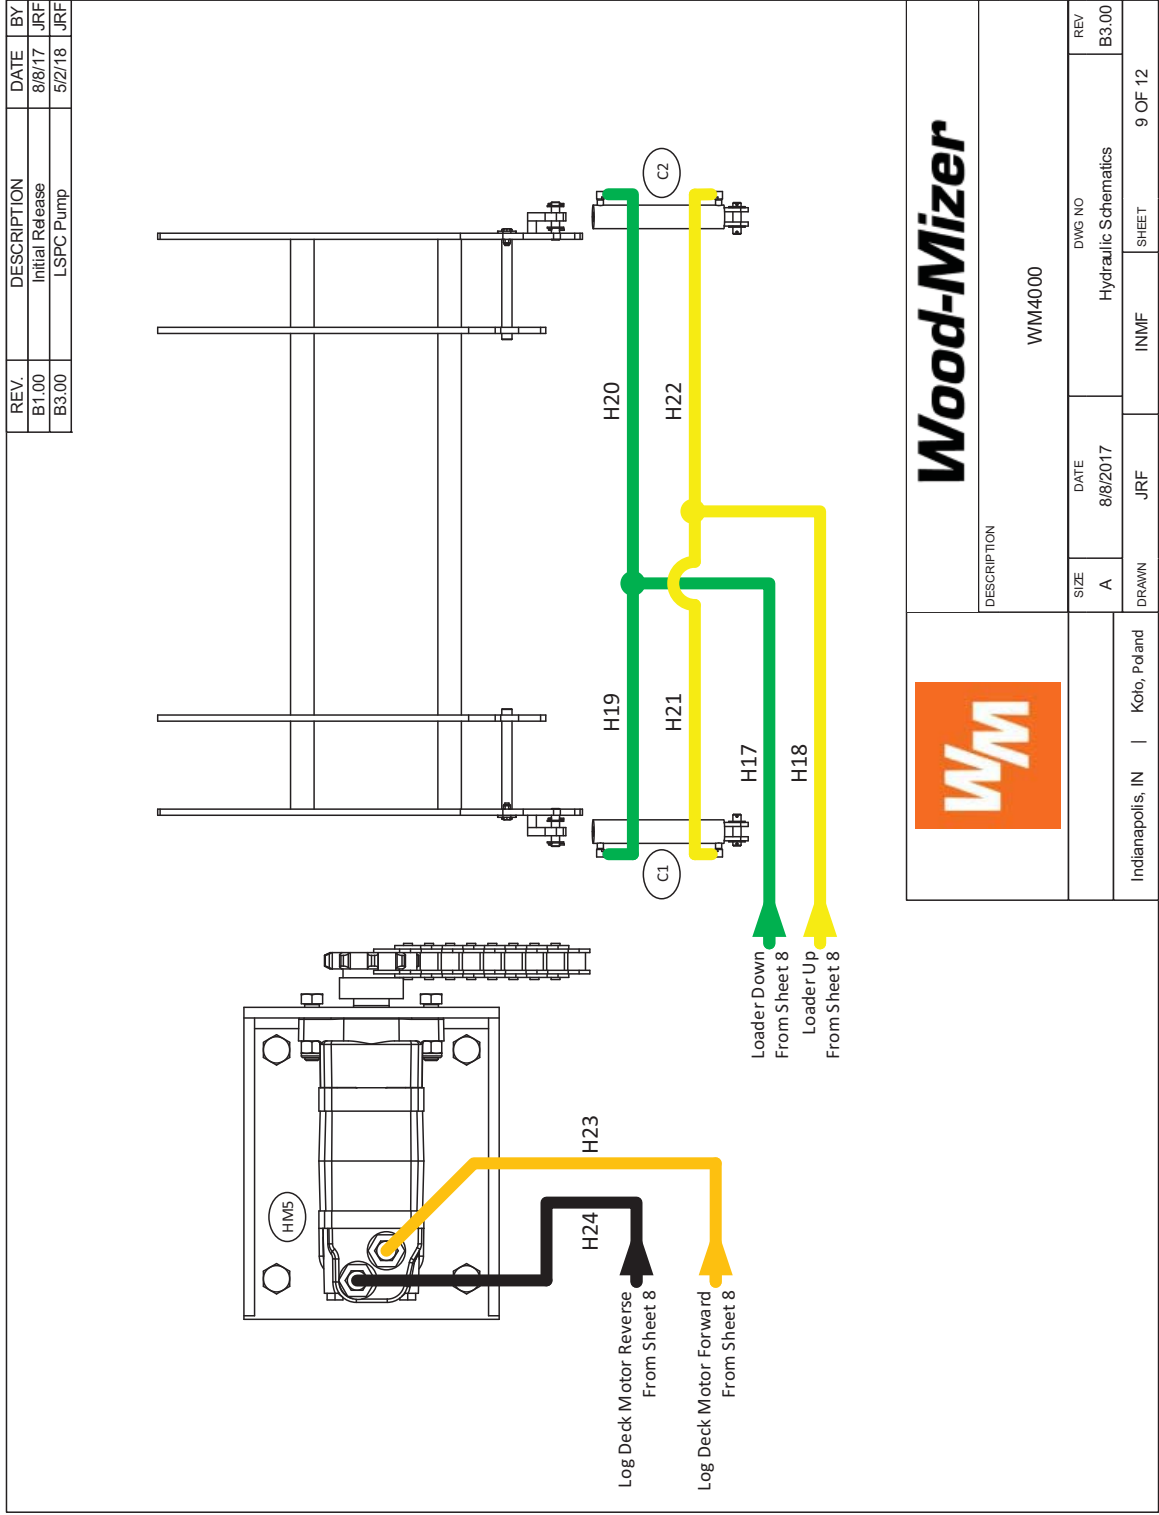 REV. DESCRIPTION DATE BY
B1.00 Initial Release 8/8/17 JRF
B3.00 LSPC Pump 5/2/18 JRF
HM5
H24
H23
Log Deck Motor Reverse
From Sheet 8
Log Deck Motor Forward
From Sheet 8
C1
C2
H19
H20
H21
H22
H17
H18
Loader Down
From Sheet 8
Loader Up
From Sheet 8
WM
Wood-Mizer
DESCRIPTION
WM4000
SIZE DATE DWG NO REV
A 8/8/2017 Hydraulic Schematics B3.00
Indianapolis, IN | Koło, Poland
DRAWN JRF INMF SHEET 9 OF 12